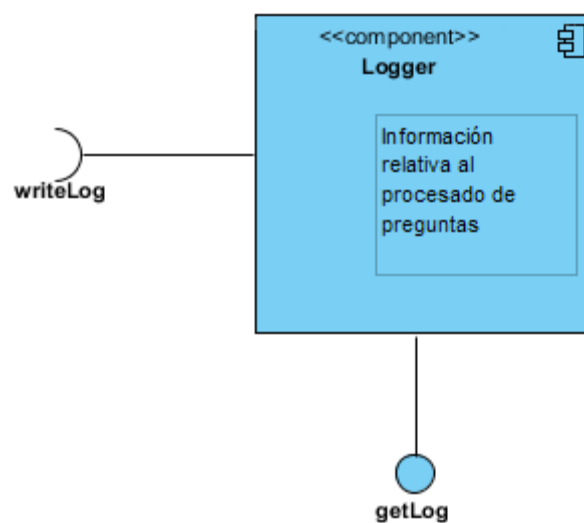 <<component>>
Logger
Información
relativa al
procesado de
preguntas
writeLog
getLog